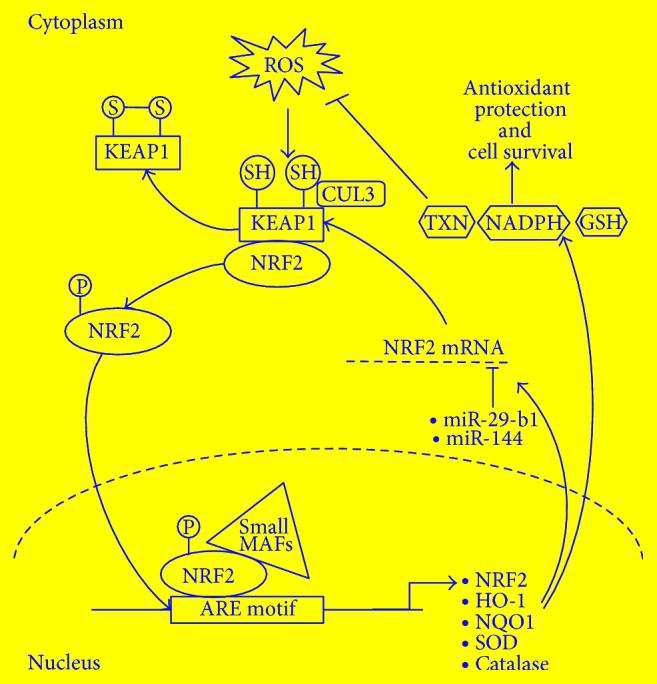 Cytoplasm
ROS
Antioxidant
protection
and
cell survival
S S
KEAP1
SH SH
CUL3
KEAP1
NRF2
TXN NADPH GSH
P
NRF2
NRF2 mRNA
• miR-29-b1
• miR-144
P
Small
MAFs
NRF2
ARE motif
• NRF2
• HO-1
• NQO1
• SOD
• Catalase
Nucleus